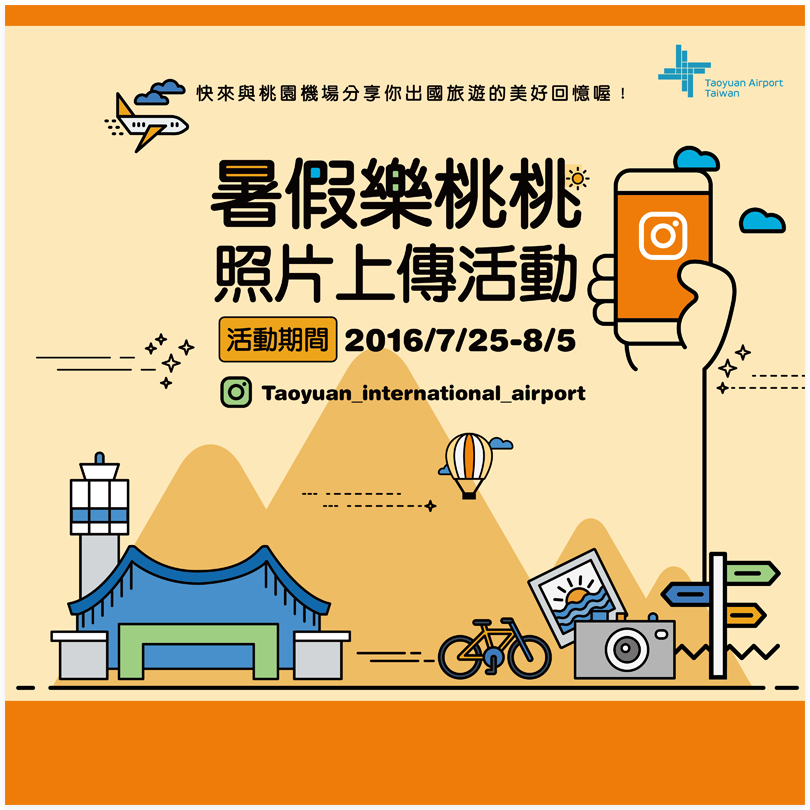 快來與桃園機場分享你出國旅遊的美好回憶喔！
Taoyuan Airport
Taiwan
暑假樂桃桃
照片上傳活動
活動期間 2016/7/25-8/5
Taoyuan_international_airport